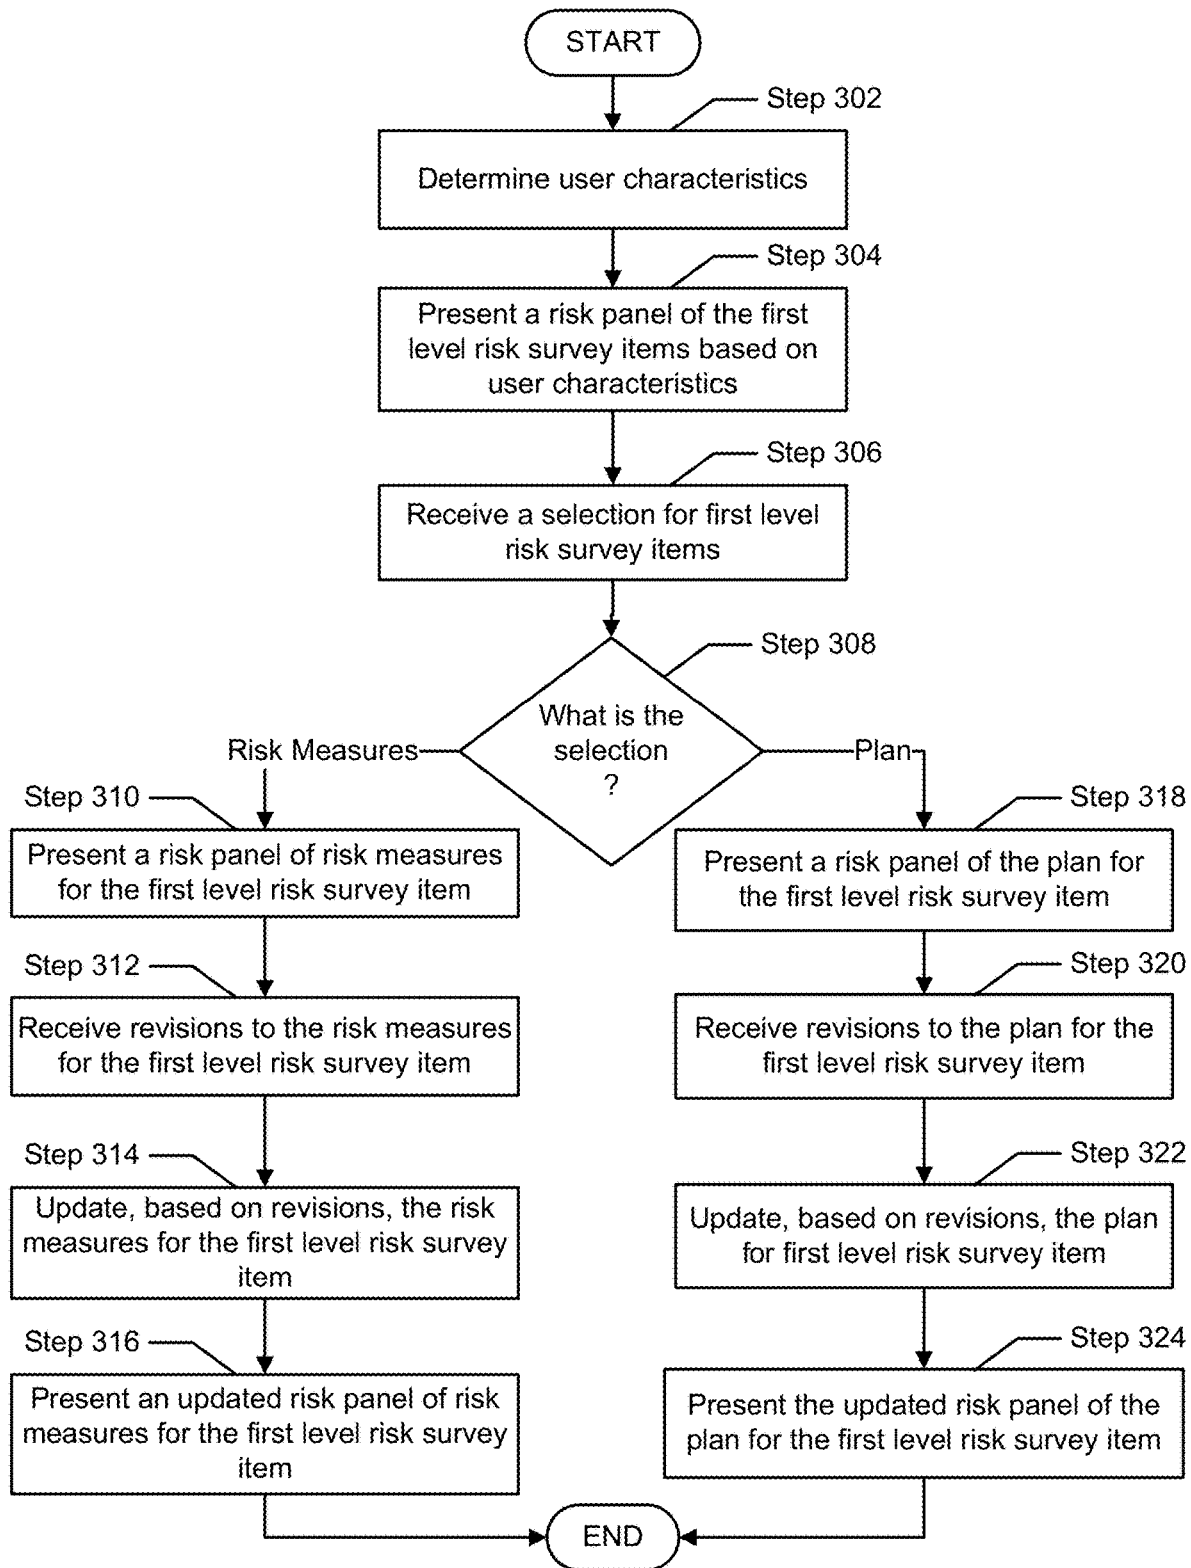 START
Step 302
Determine user characteristics
Step 304
Present a risk panel of the first
level risk survey items based on
user characteristics
Step 306
Receive a selection for first level
risk survey items
Step 308
What is the
selection
?
Risk Measures
Plan
Step 310
Present a risk panel of risk measures
for the first level risk survey item
Step 312
Receive revisions to the risk measures
for the first level risk survey item
Step 314
Update, based on revisions, the risk
measures for the first level risk survey
item
Step 316
Present an updated risk panel of risk
measures for the first level risk survey
item
Step 318
Present a risk panel of the plan for
the first level risk survey item
Step 320
Receive revisions to the plan for the
first level risk survey item
Step 322
Update, based on revisions, the plan
for first level risk survey item
Step 324
Present the updated risk panel of the
plan for the first level risk survey item
END